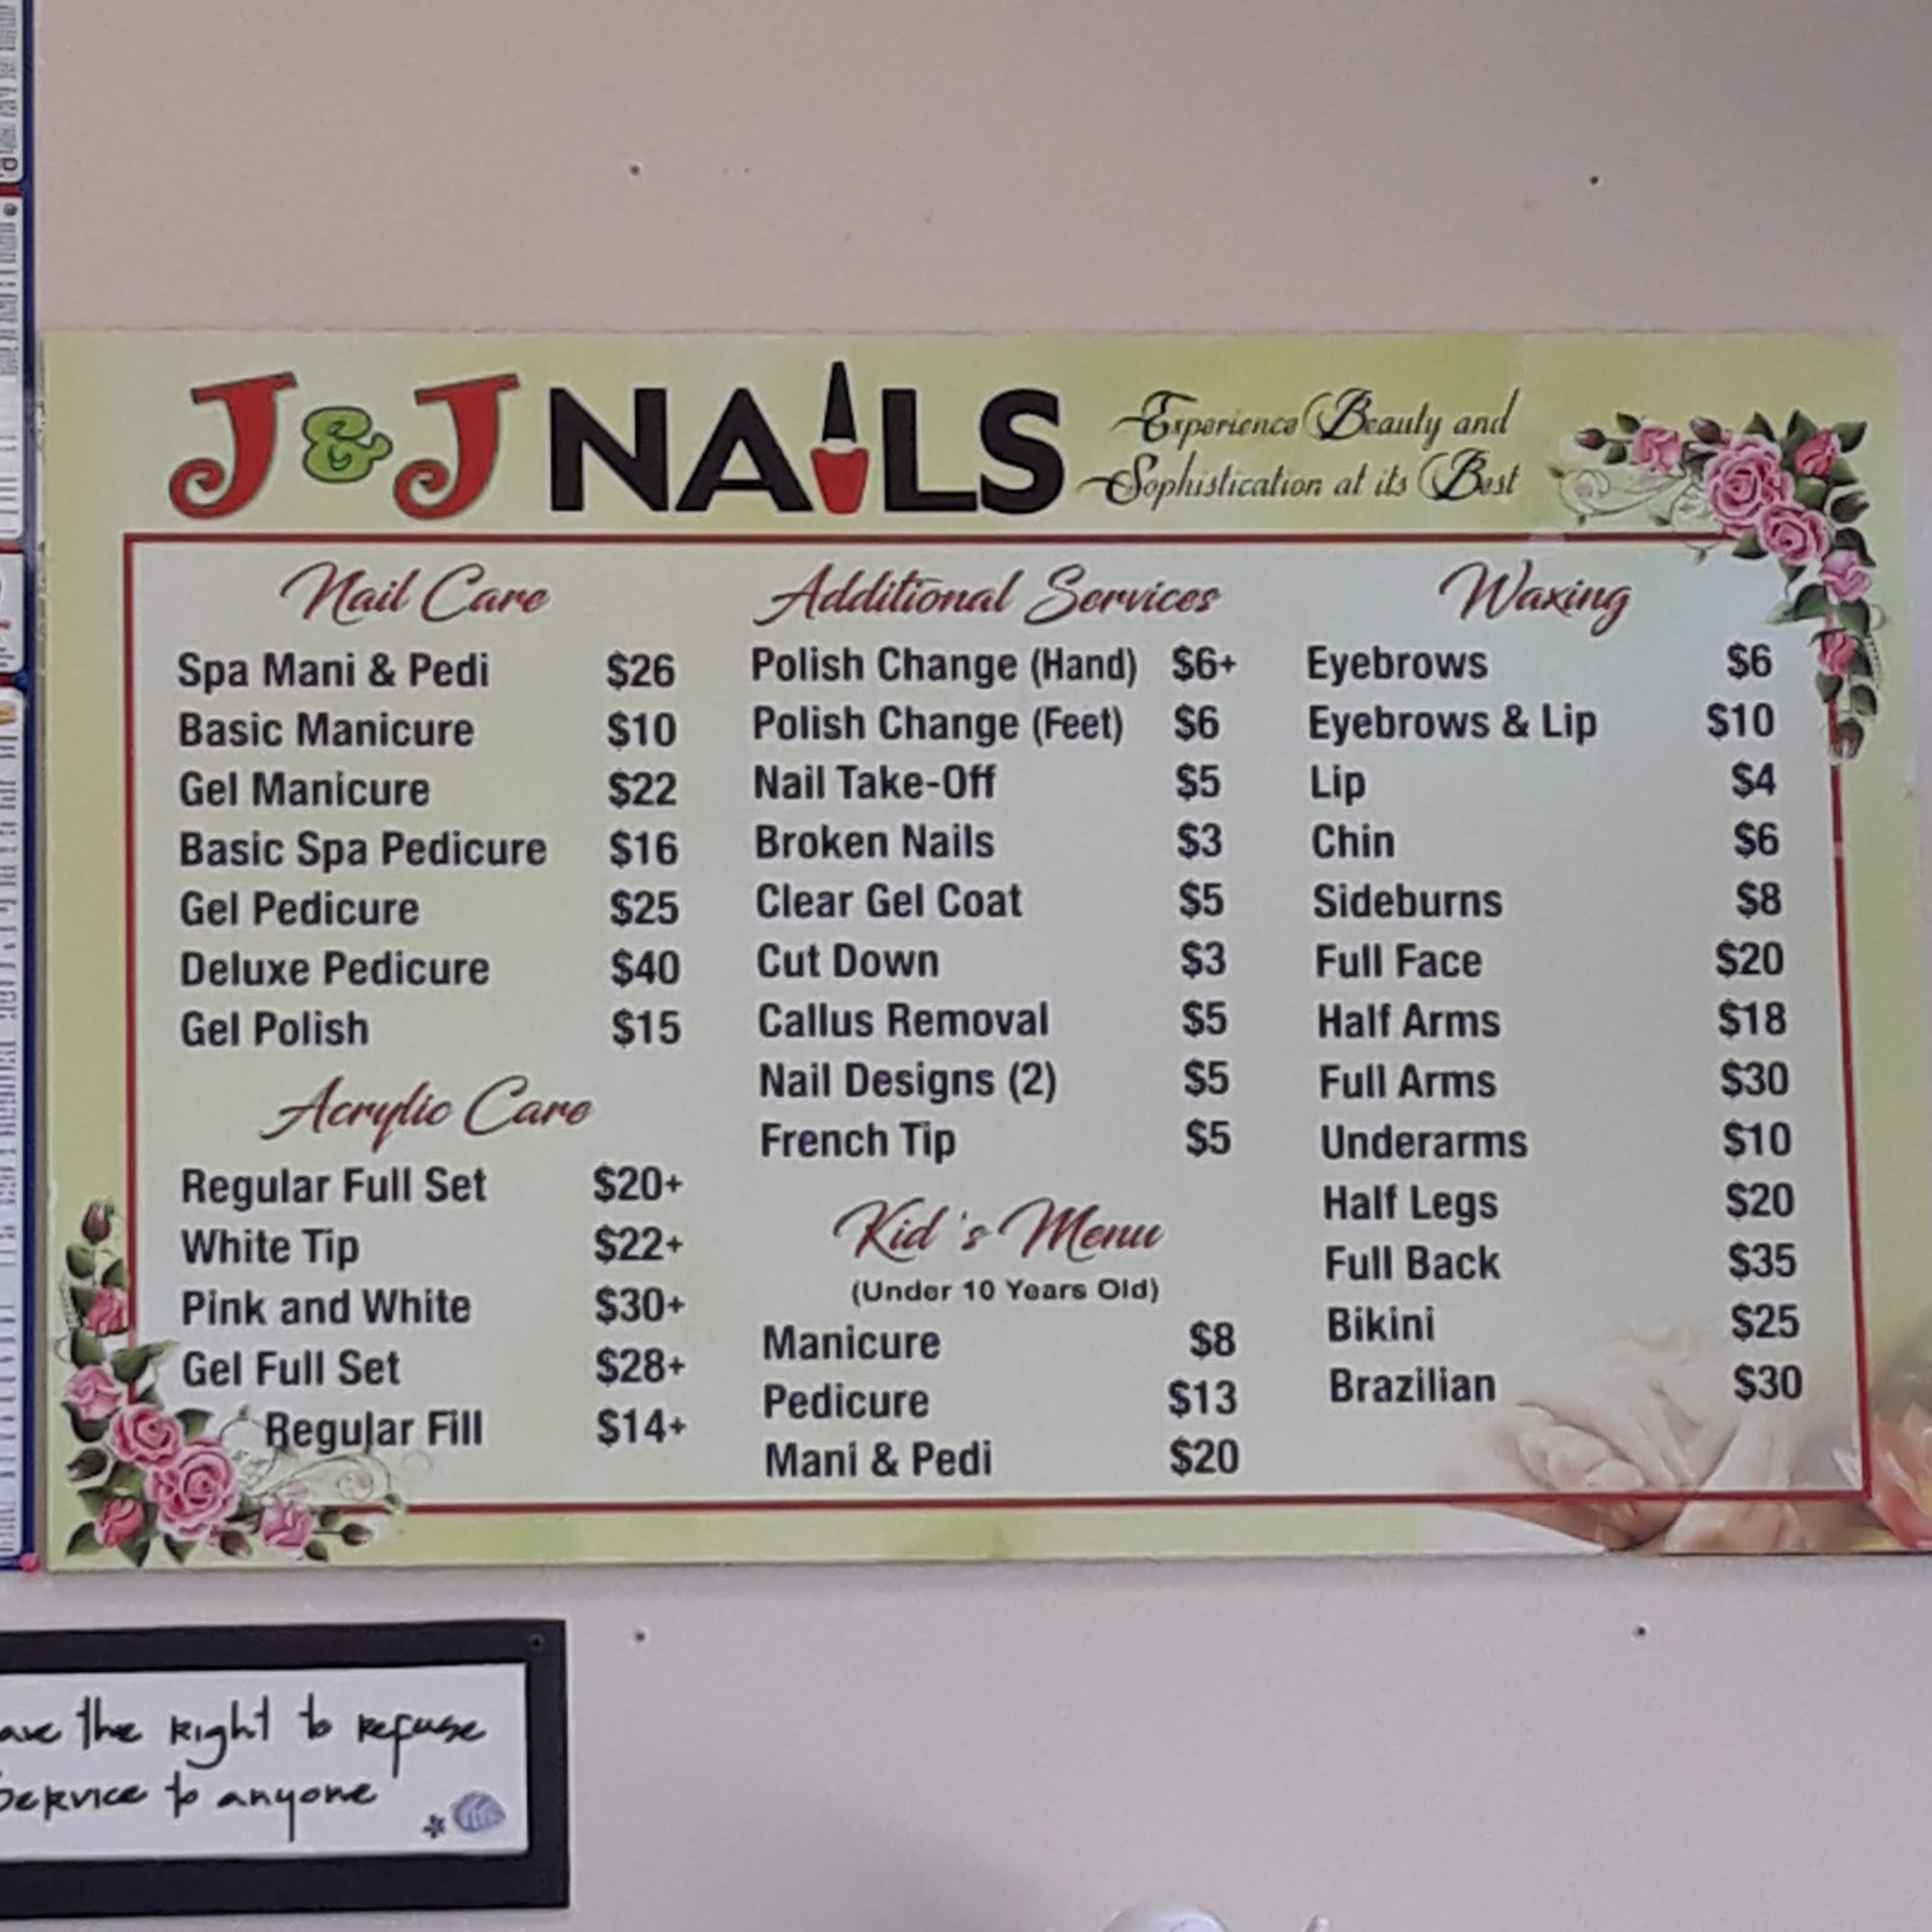 J&J NAILS
Experience Beauty and
Sophistication at its Best
Nail Care
Spa Mani & Pedi $26
Basic Manicure $10
Gel Manicure $22
Basic Spa Pedicure $16
Gel Pedicure $25
Deluxe Pedicure $40
Gel Polish $15
Acrylic Care
Regular Full Set $20+
White Tip $22+
Pink and White $30+
Gel Full Set $28+
Regular Fill $14+
Additional Services
Polish Change (Hand) $6+
Polish Change (Feet) $6
Nail Take-Off $5
Broken Nails $3
Clear Gel Coat $5
Cut Down $3
Callus Removal $5
Nail Designs (2) $5
French Tip $5
Kid's Menu
(Under 10 Years Old)
Manicure $8
Pedicure $13
Mani & Pedi $20
Waxing
Eyebrows $6
Eyebrows & Lip $10
Lip $4
Chin $6
Sideburns $8
Full Face $20
Half Arms $18
Full Arms $30
Underarms $10
Half Legs $20
Full Back $35
Bikini $25
Brazilian $30
the Right to refuse
Service to anyone